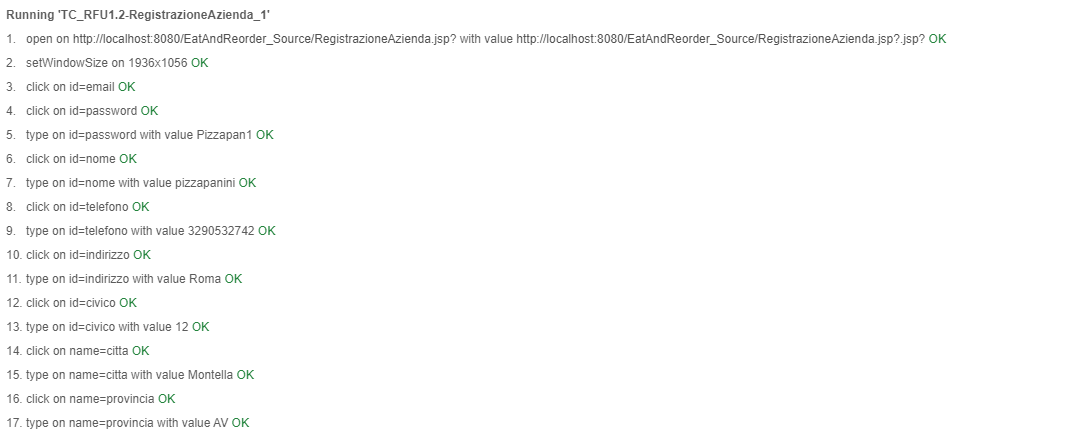 Running 'TC_RFU1.2-RegistrazioneAzienda_1'
1. open on http://localhost:8080/EatAndReorder_Source/RegistrazioneAzienda.jsp? with value http://localhost:8080/EatAndReorder_Source/RegistrazioneAzienda.jsp?.jsp? OK
2. setWindowSize on 1936x1056 OK
3. click on id=email OK
4. click on id=password OK
5. type on id=password with value Pizzapan1 OK
6. click on id=nome OK
7. type on id=nome with value pizzapanini OK
8. click on id=telefono OK
9. type on id=telefono with value 3290532742 OK
10. click on id=indirizzo OK
11. type on id=indirizzo with value Roma OK
12. click on id=civico OK
13. type on id=civico with value 12 OK
14. click on name=citta OK
15. type on name=citta with value Montella OK
16. click on name=provincia OK
17. type on name=provincia with value AV OK